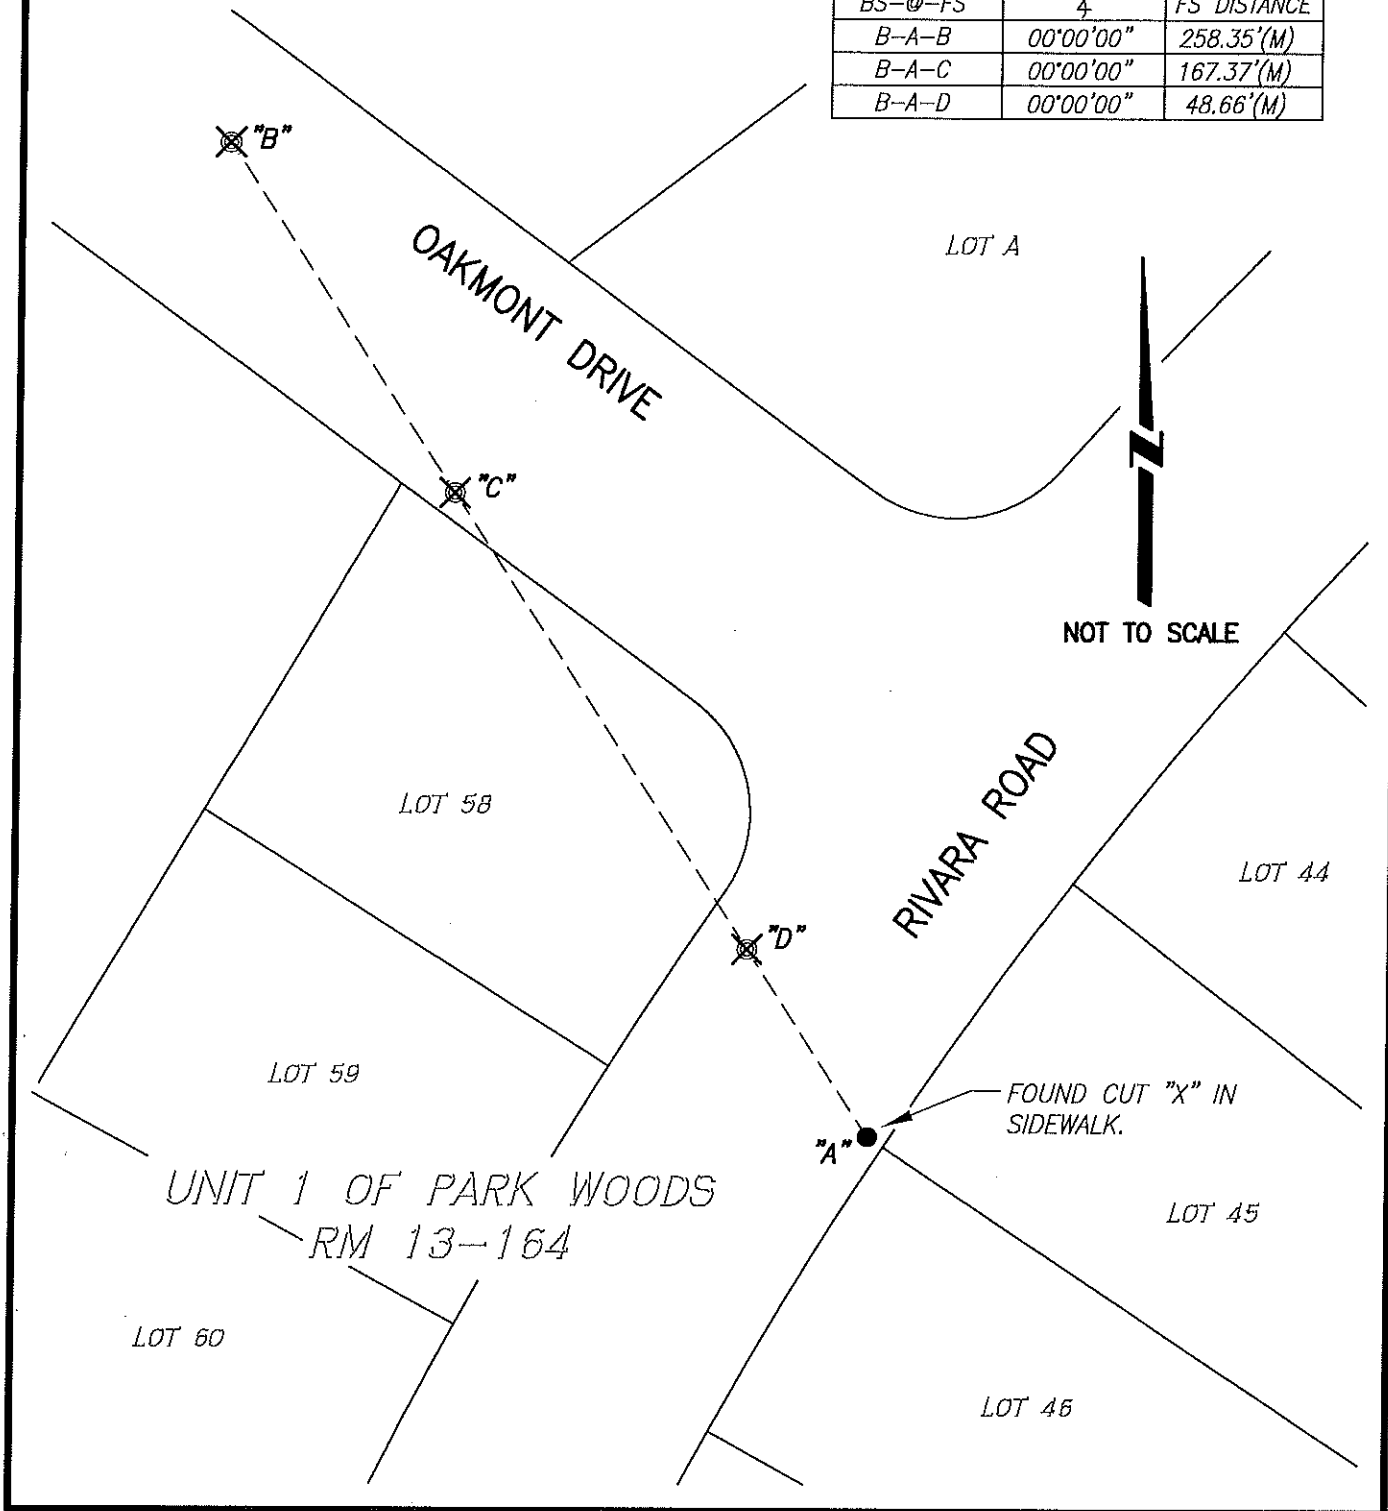 BS-@-FS ∡ FS DISTANCE
B-A-B 00°00'00" 258.35'(M)
B-A-C 00°00'00" 167.37'(M)
B-A-D 00°00'00" 48.66'(M)
"B"
OAKMONT DRIVE
LOT A
"C"
NOT TO SCALE
RIVARA ROAD
LOT 58
LOT 44
"D"
LOT 59
FOUND CUT "X" IN
SIDEWALK.
"A"
UNIT 1 OF PARK WOODS
RM 13-164
LOT 45
LOT 60
LOT 46